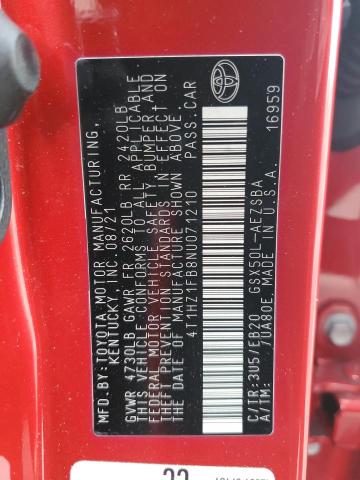 MFD.BY:TOYOTA MOTOR MANUFACTURING,
KENTUCKY, INC. 08/21
GVWR 4730LB GAWR FR 2620LB RR 2420LB
THIS VEHICLE CONFORMS TO ALL APPLICABLE
FEDERAL MOTOR VEHICLE SAFETY, BUMPER AND
THEFT PREVENTION STANDARDS IN EFFECT ON
THE DATE OF MANUFACTURE SHOWN ABOVE.
4T1HZ1FB8NU071210 PASS.CAR
C/TR:3U5/EB20 GSX50L-AEZSBA
A/TM: /UA80E MADE IN U.S.A. 16959